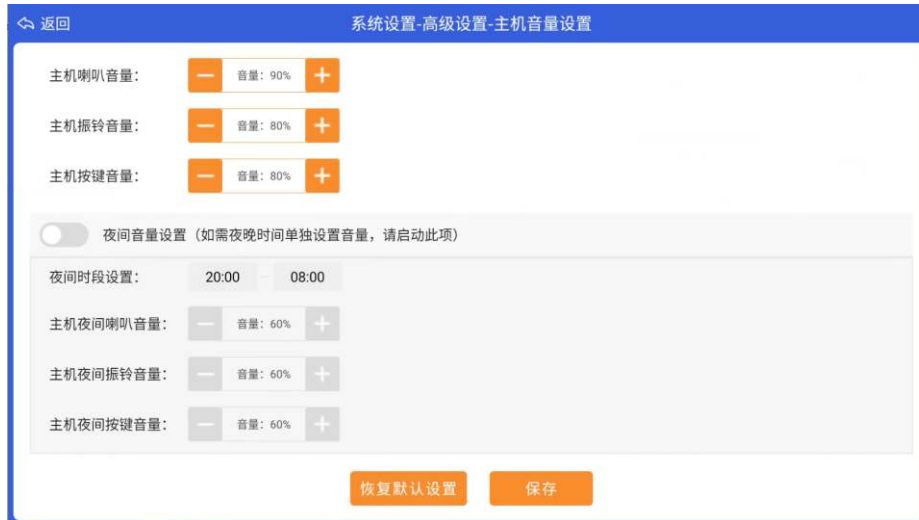 返回 系统设置-高级设置-主机音量设置
主机喇叭音量： 音量：90%
主机振铃音量： 音量：80%
主机按键音量： 音量：80%
夜间音量设置（如需夜晚时间单独设置音量，请启动此项）
夜间时段设置： 20:00 - 08:00
主机夜间喇叭音量： 音量：60%
主机夜间振铃音量： 音量：60%
主机夜间按键音量： 音量：60%
恢复默认设置 保存